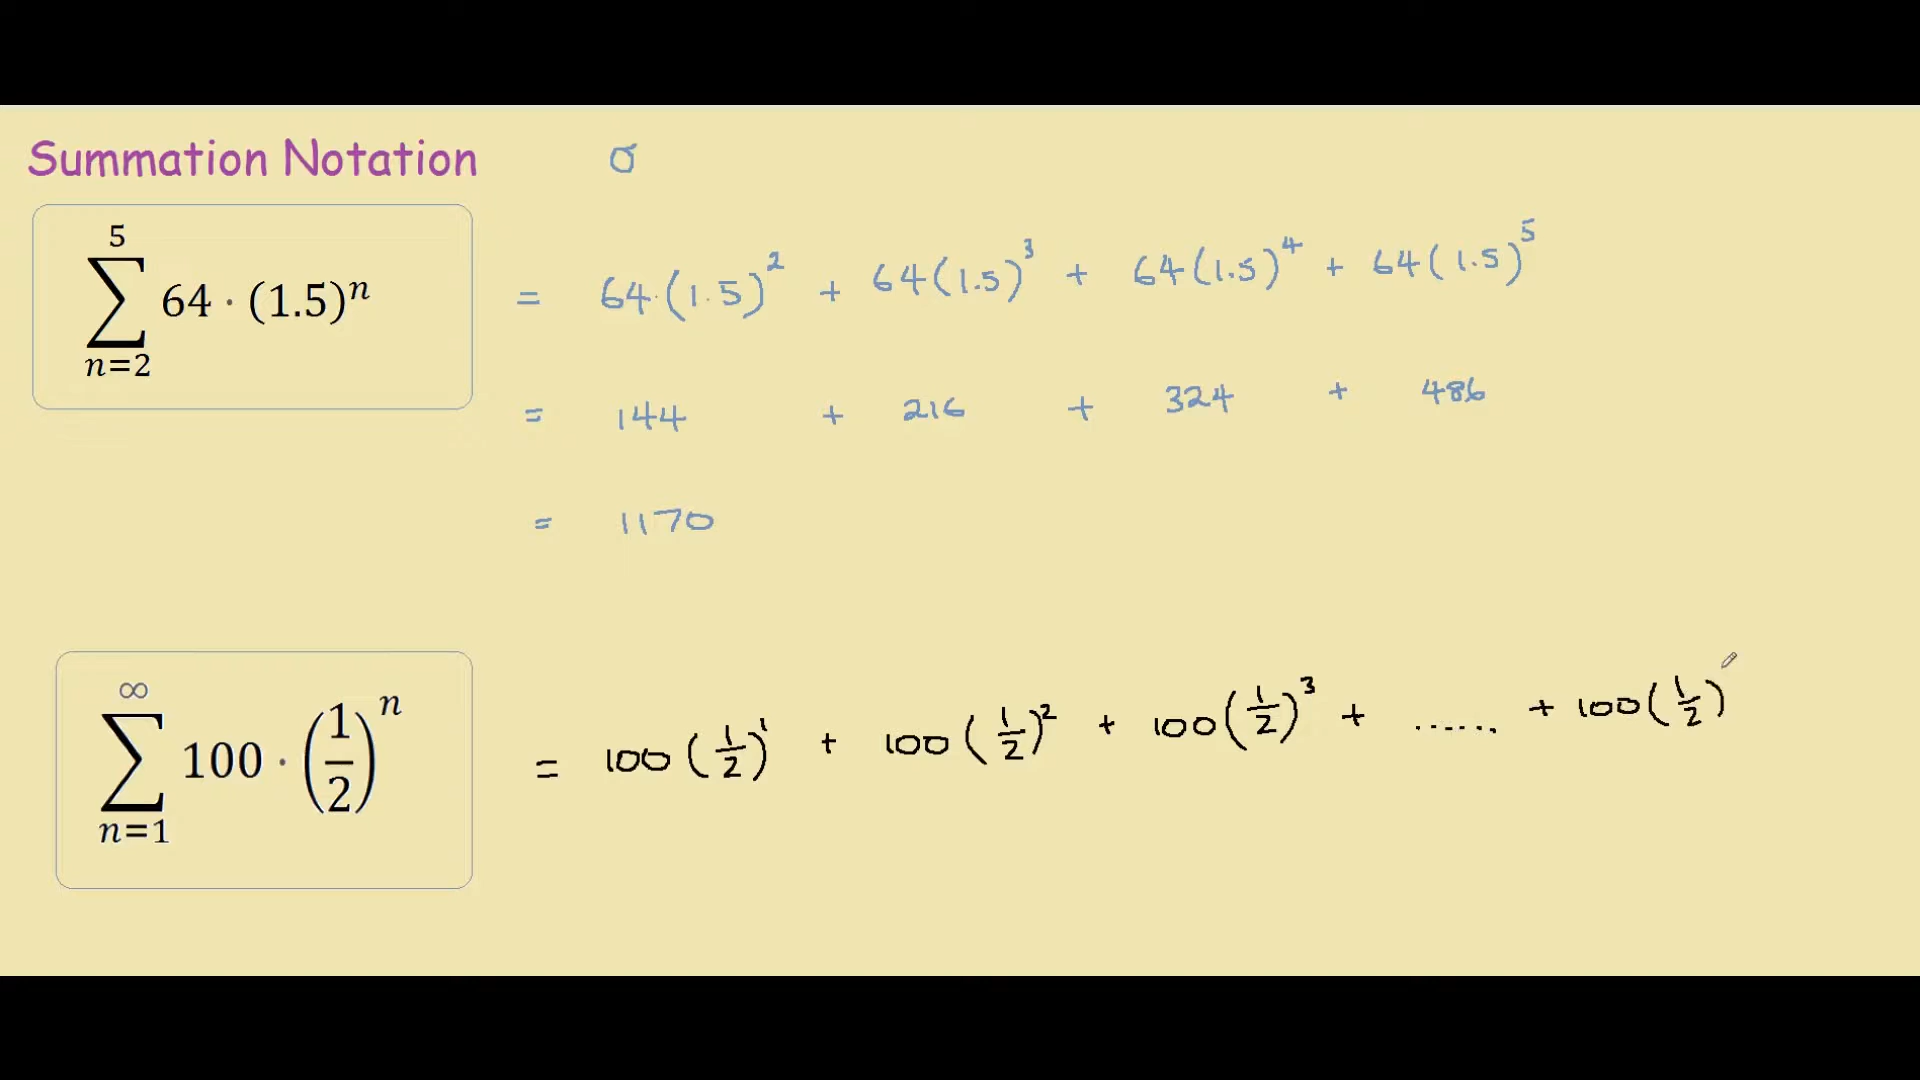 Summation Notation σ
5
∑ 64 · (1.5)ⁿ = 64·(1.5)² + 64(1.5)³ + 64(1.5)⁴ + 64(1.5)⁵
n=2
= 144 + 216 + 324 + 486
= 1170
∞
∑ 100 · (1/2)ⁿ = 100(1/2)¹ + 100(1/2)² + 100(1/2)³ + ...... + 100(1/2)
n=1